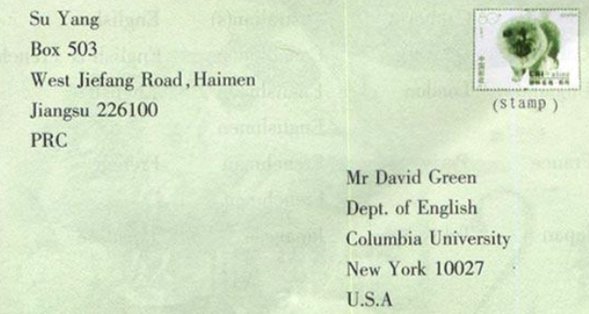 Su Yang
Box 503
West Jiefang Road, Haimen
Jiangsu 226100
PRC
(stamp)
Mr David Green
Dept. of English
Columbia University
New York 10027
U.S.A